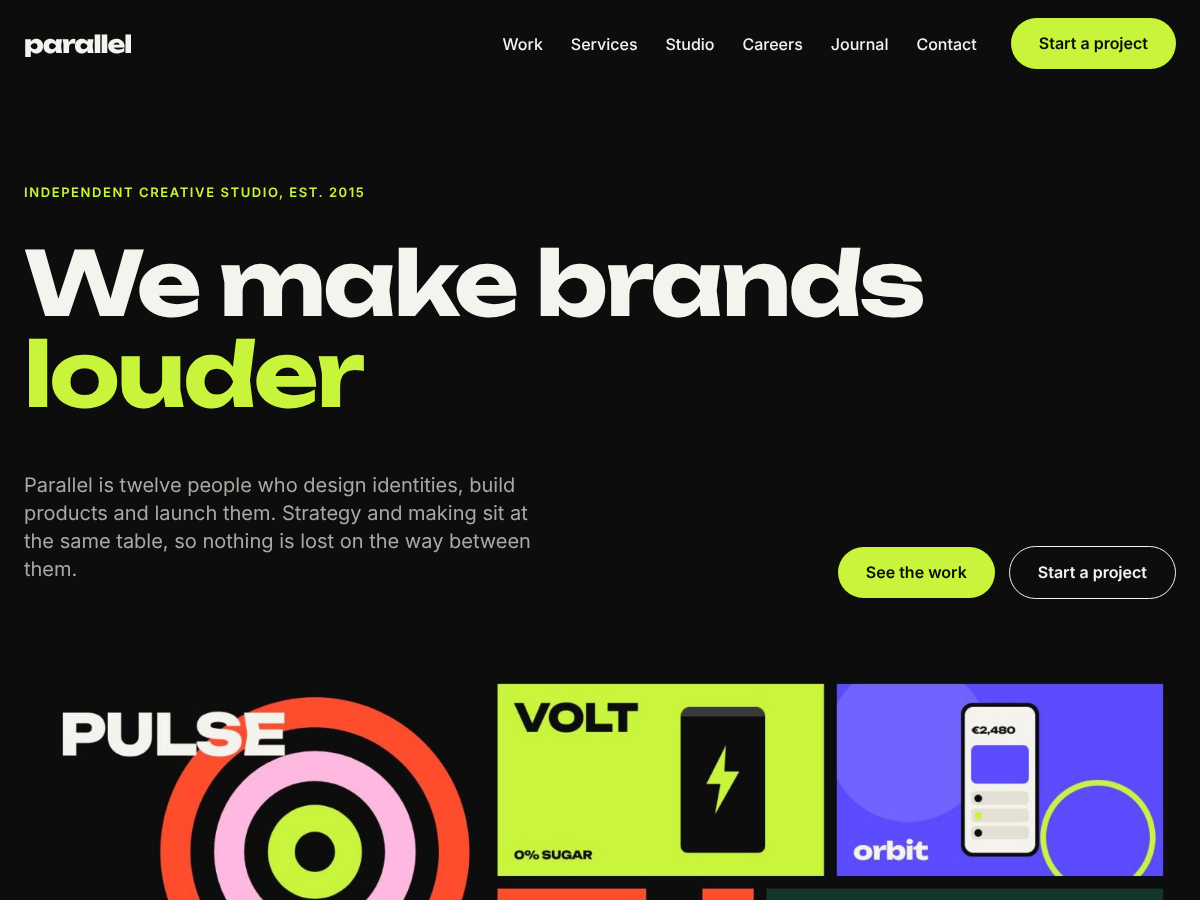 parallel
Work
Services
Studio
Careers
Journal
Contact
Start a project
INDEPENDENT CREATIVE STUDIO, EST. 2015
We make brands
louder
Parallel is twelve people who design identities, build
products and launch them. Strategy and making sit at
the same table, so nothing is lost on the way between
them.
See the work
Start a project
PULSE
VOLT
0% SUGAR
€2,480
orbit